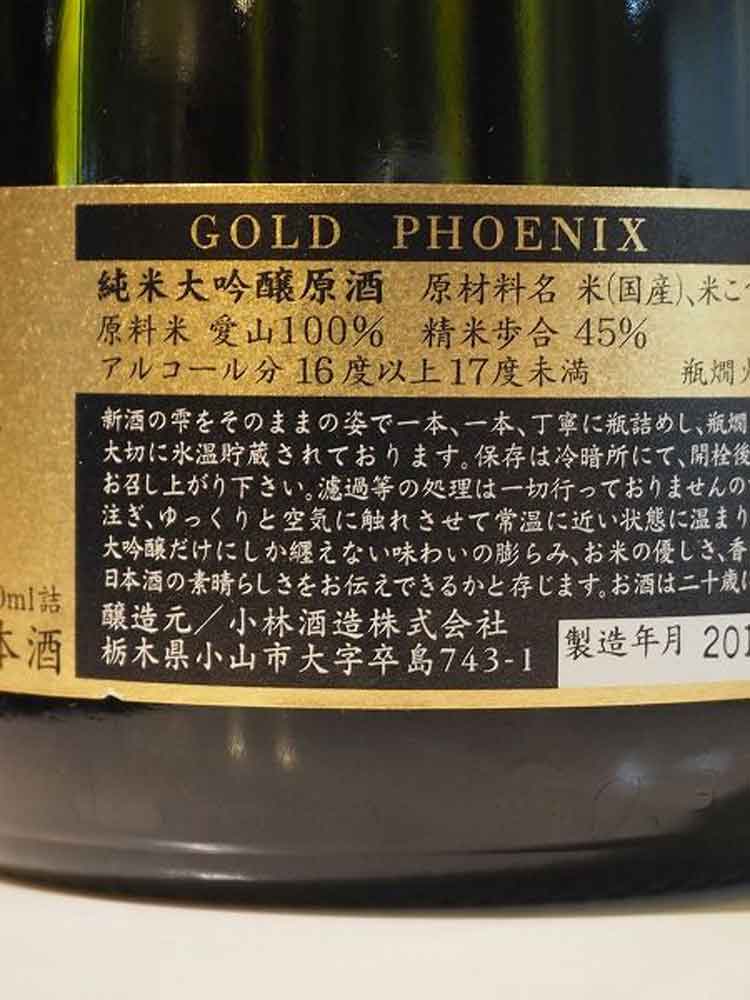 GOLD PHOENIX
純米大吟醸原酒 原材料名 米(国産)、米こ
原料米 愛山100% 精米歩合 45%
アルコール分 16度以上17度未満 瓶燗火
新酒の雫をそのままの姿で一本、一本、丁寧に瓶詰めし、瓶燗
大切に氷温貯蔵されております。保存は冷暗所にて、開栓後
お召し上がり下さい。濾過等の処理は一切行っておりませんの
注ぎ、ゆっくりと空気に触れさせて常温に近い状態に温まり
大吟醸だけにしか纏えない味わいの膨らみ、お米の優しさ、香
日本酒の素晴らしさをお伝えできるかと存じます。お酒は二十歳に
醸造元/小林酒造株式会社
栃木県小山市大字卒島743-1
製造年月 201
0ml詰
本酒